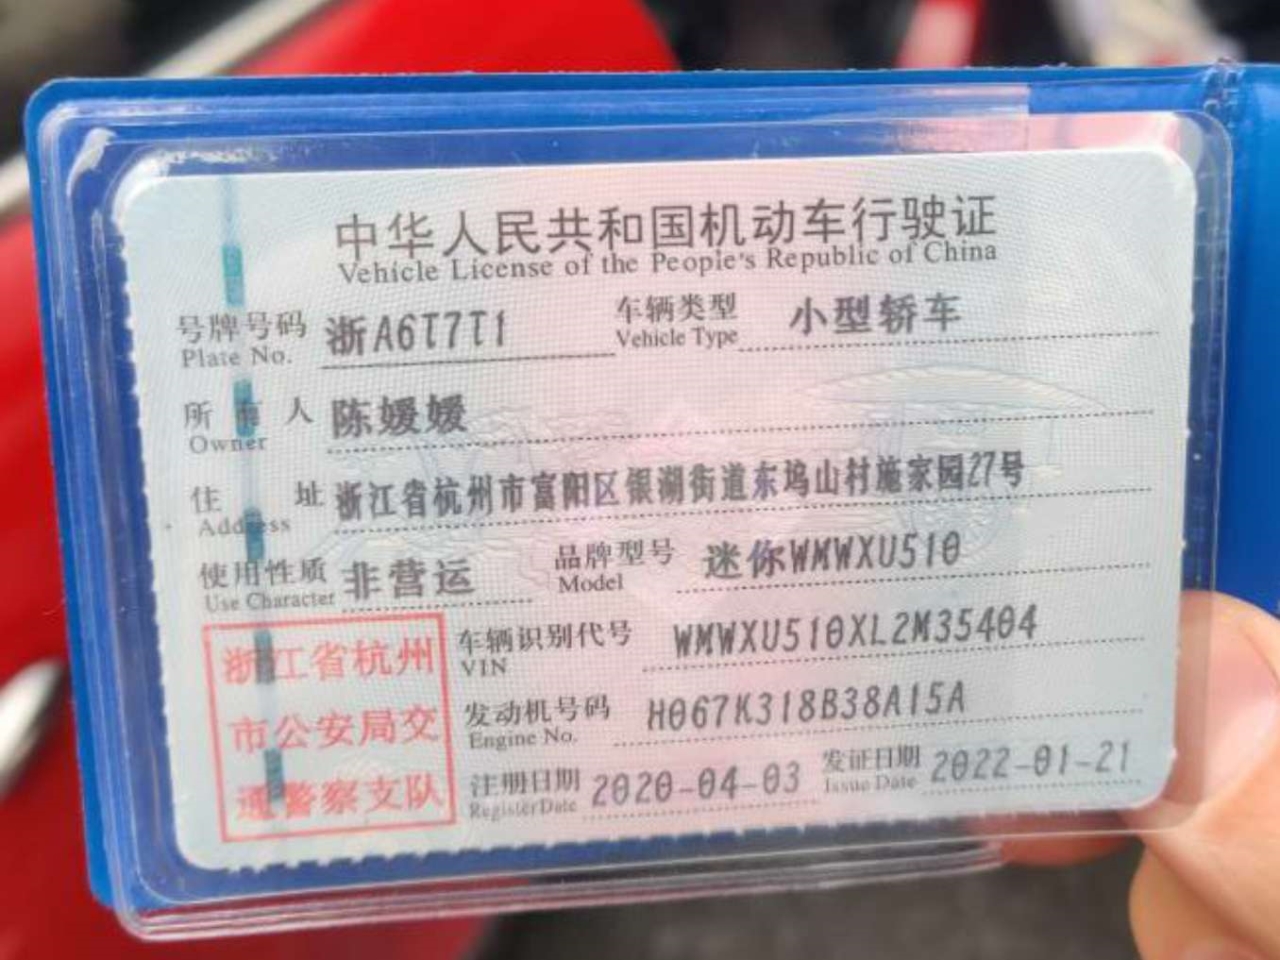 中华人民共和国机动车行驶证
Vehicle License of the People's Republic of China
号牌号码 浙A6T7T1 车辆类型 小型轿车
Plate No. Vehicle Type
所有人 陈媛媛
Owner
住址 浙江省杭州市富阳区银湖街道东坞山村施家园27号
Address
使用性质 非营运 品牌型号 迷你WMWXU510
Use Character Model
浙江省杭州 车辆识别代号 WMWXU510XL2M35404
VIN
市公安局交 发动机号码 H067K318B38A15A
Engine No.
通警察支队 注册日期 2020-04-03 发证日期 2022-01-21
Register Date Issue Date